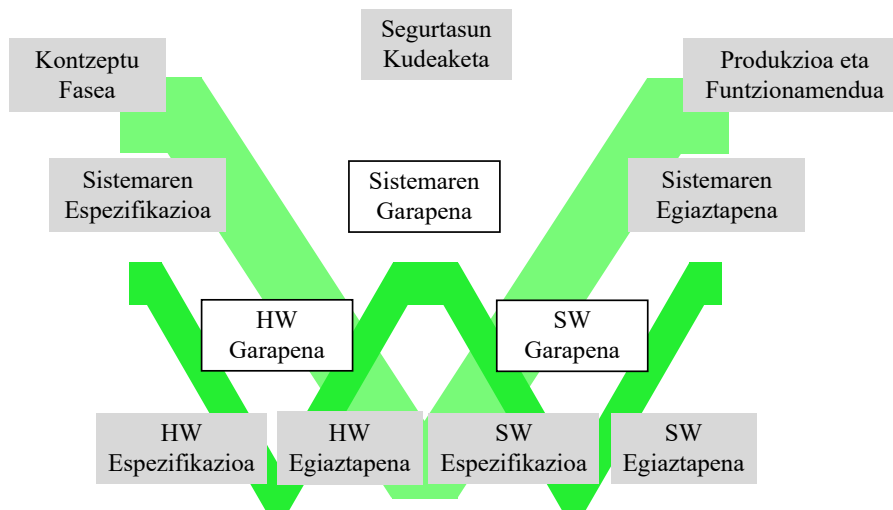 Segurtasun
Kudeaketa
Kontzeptu
Fasea
Produkzioa eta
Funtzionamendua
Sistemaren
Espezifikazioa
Sistemaren
Garapena
Sistemaren
Egiaztapena
HW
Garapena
SW
Garapena
HW
Espezifikazioa
HW
Egiaztapena
SW
Espezifikazioa
SW
Egiaztapena